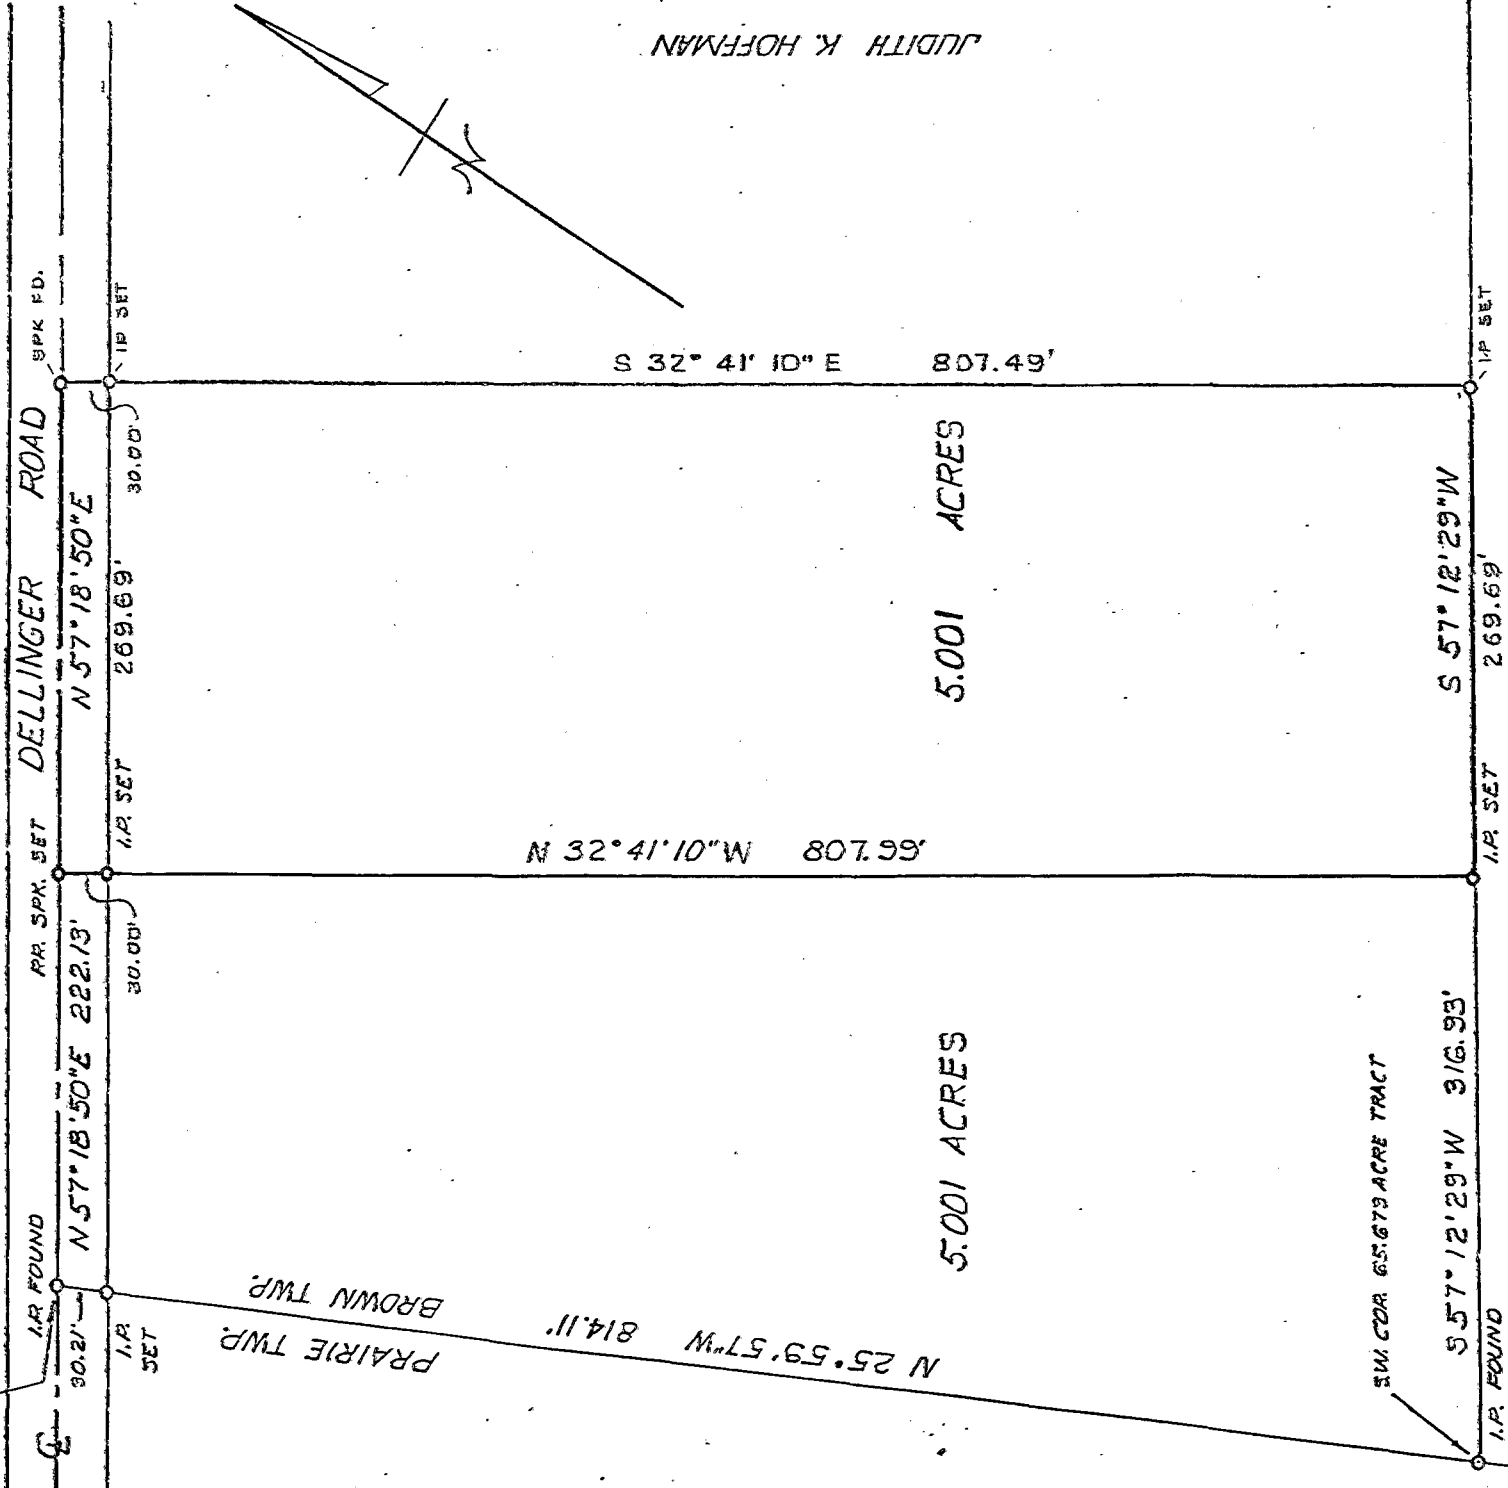 JUDITH K. HOFFMAN
SPK FD.
IP SET
I.P. SET
S 32° 41' 10" E 807.49'
30.00'
DELLINGER ROAD
N 57° 18' 50" E
269.69'
5.001 ACRES
S 57° 12' 29" W
269.69'
RR. SPK. SET
I.P. SET
I.P. SET
N 32° 41' 10" W 807.99'
30.00'
N 57° 18' 50" E 222.13'
5.001 ACRES
S 57° 12' 29" W 316.93'
S.W. COR. 65.679 ACRE TRACT
I.P. FOUND
30.21'
I.P.
SET
BROWN TWP.
PRAIRIE TWP.
N 25° 59' 57" W 814.11'
I.P. FOUND
℄